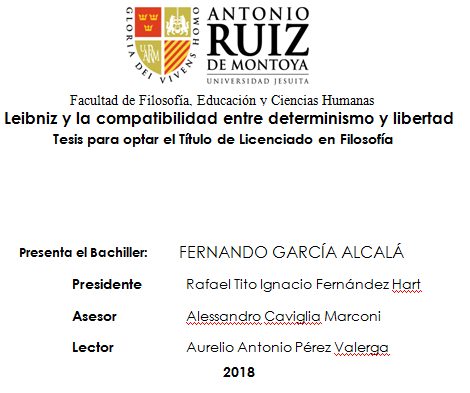 GLORIA DEI VIVENS HOMO
UARM
ANTONIO
RUIZ
DE MONTOYA
UNIVERSIDAD JESUITA
Facultad de Filosofía, Educación y Ciencias Humanas
Leibniz y la compatibilidad entre determinismo y libertad
Tesis para optar el Título de Licenciado en Filosofía
Presenta el Bachiller: FERNANDO GARCÍA ALCALÁ
Presidente Rafael Tito Ignacio Fernández Hart
Asesor Alessandro Caviglia Marconi
Lector Aurelio Antonio Pérez Valerga
2018